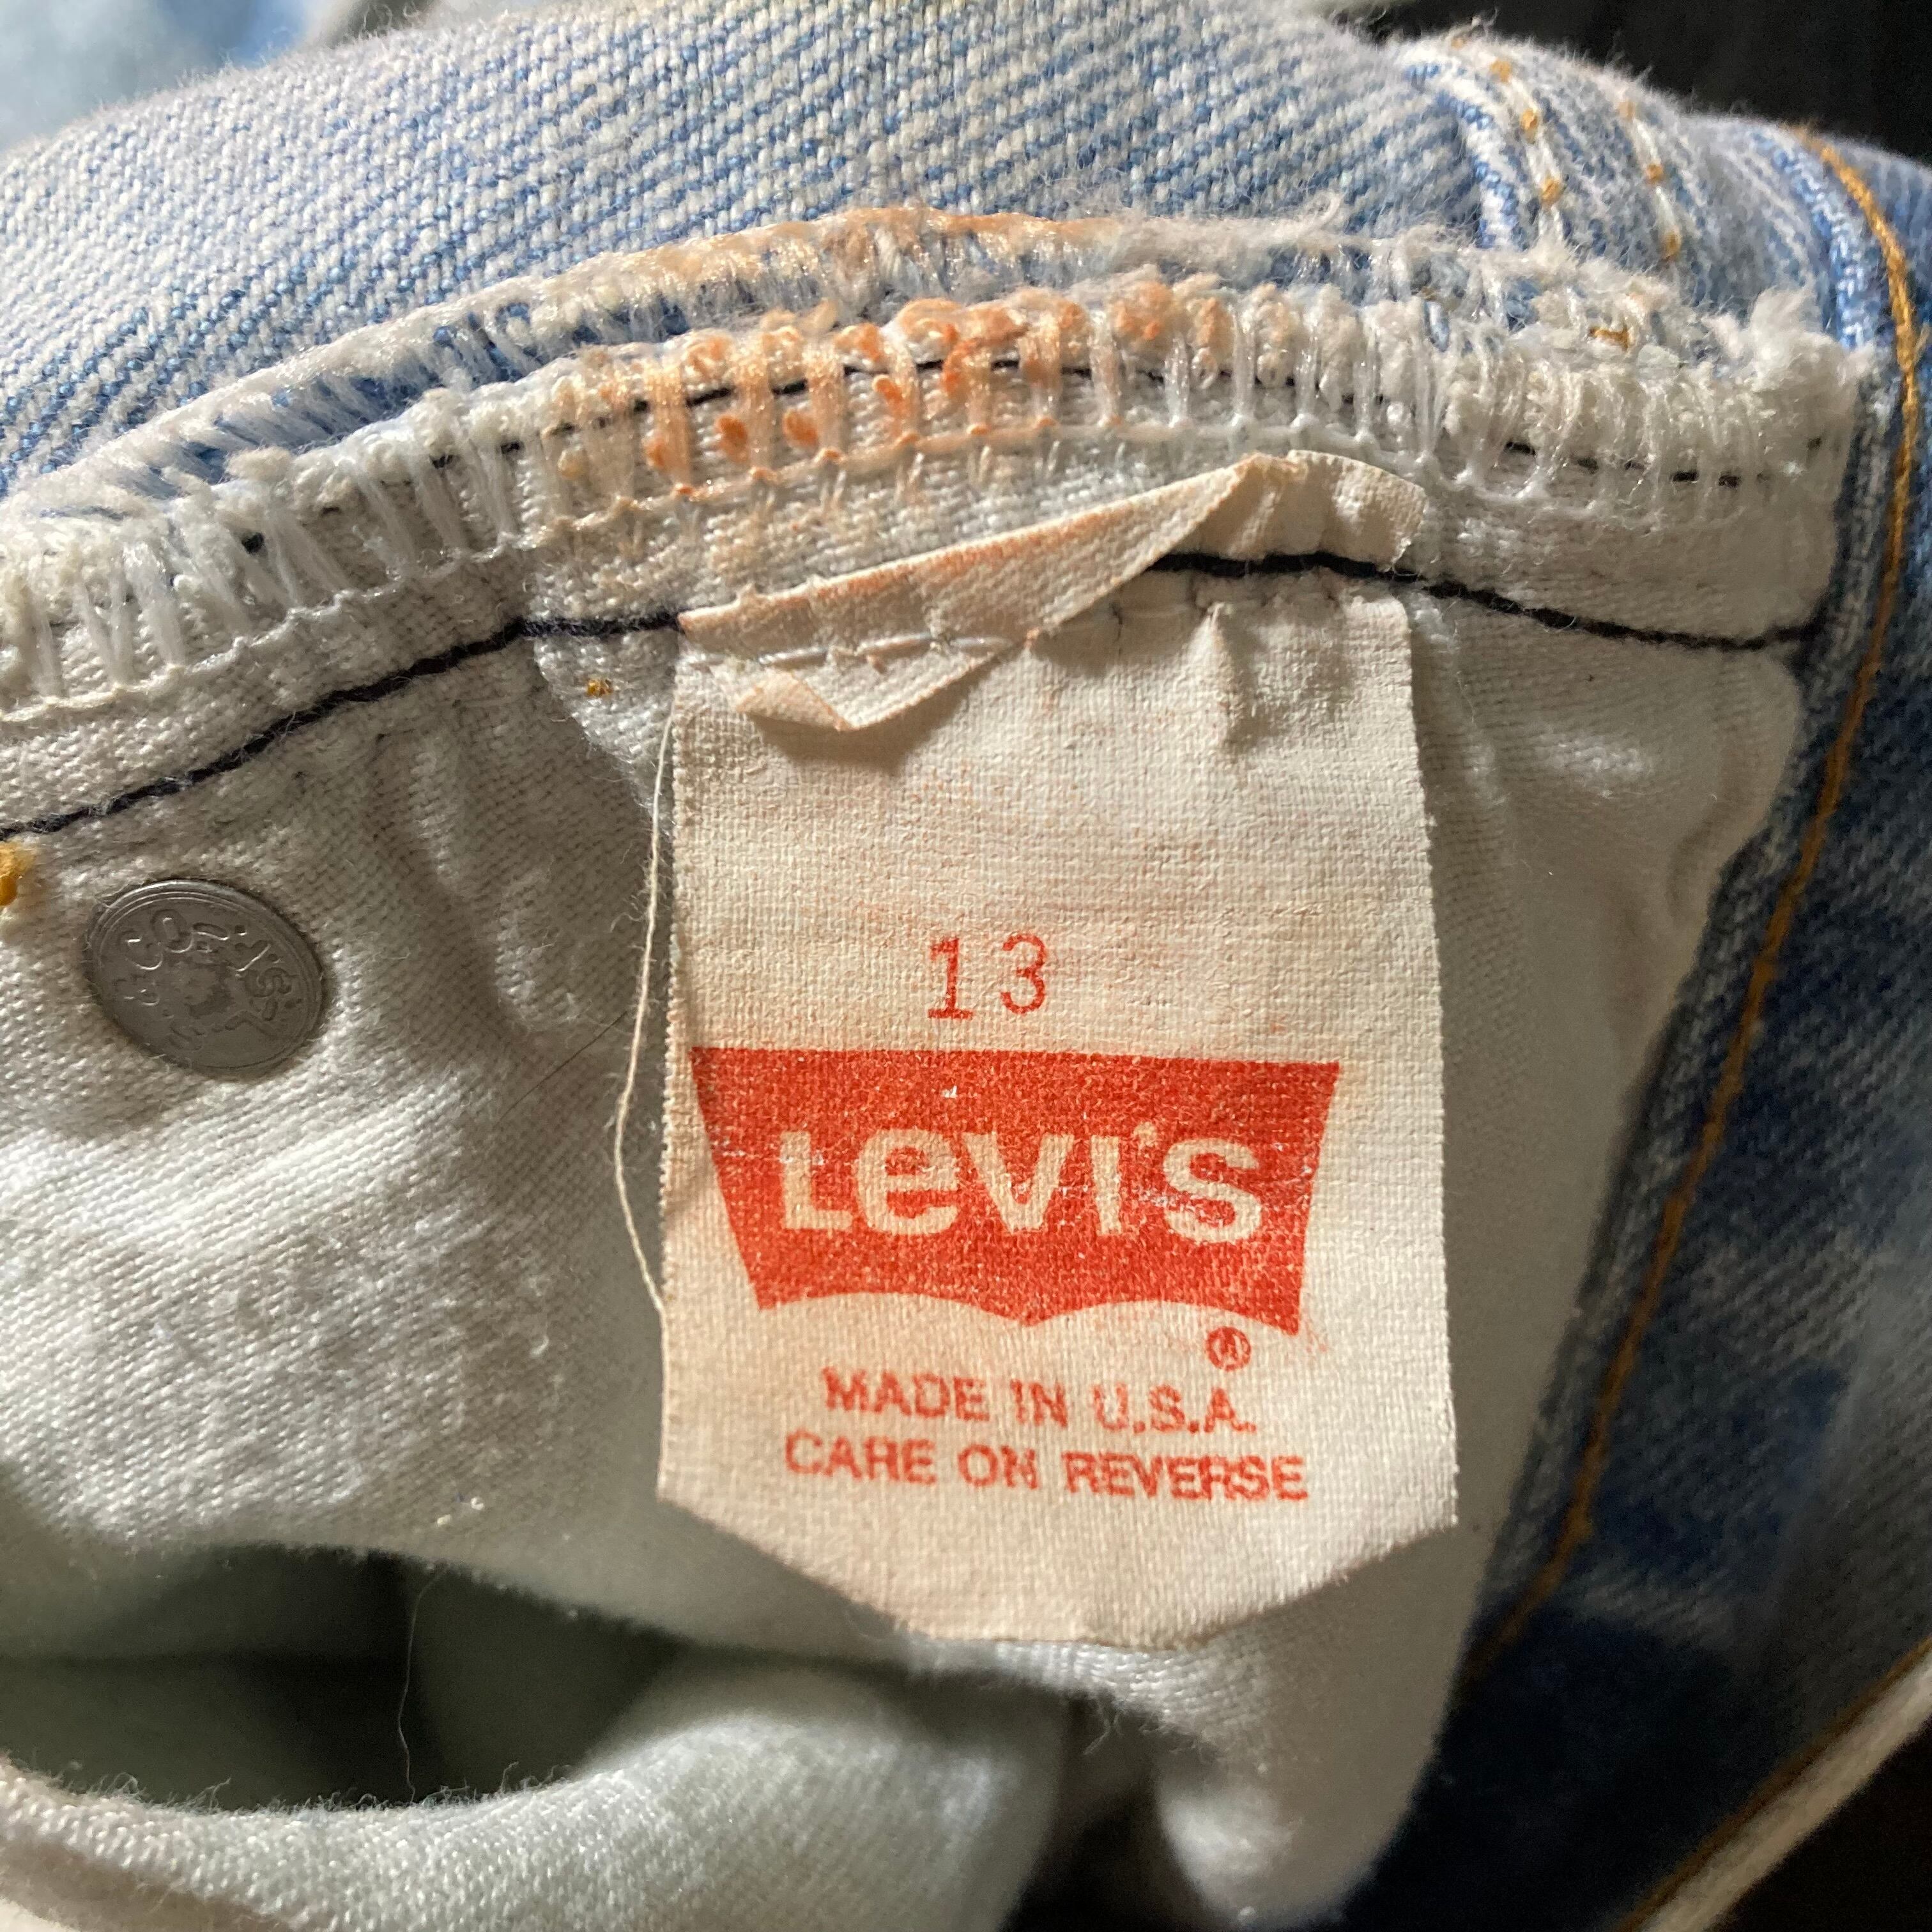 13
Levi's
®
MADE IN U.S.A.
CARE ON REVERSE